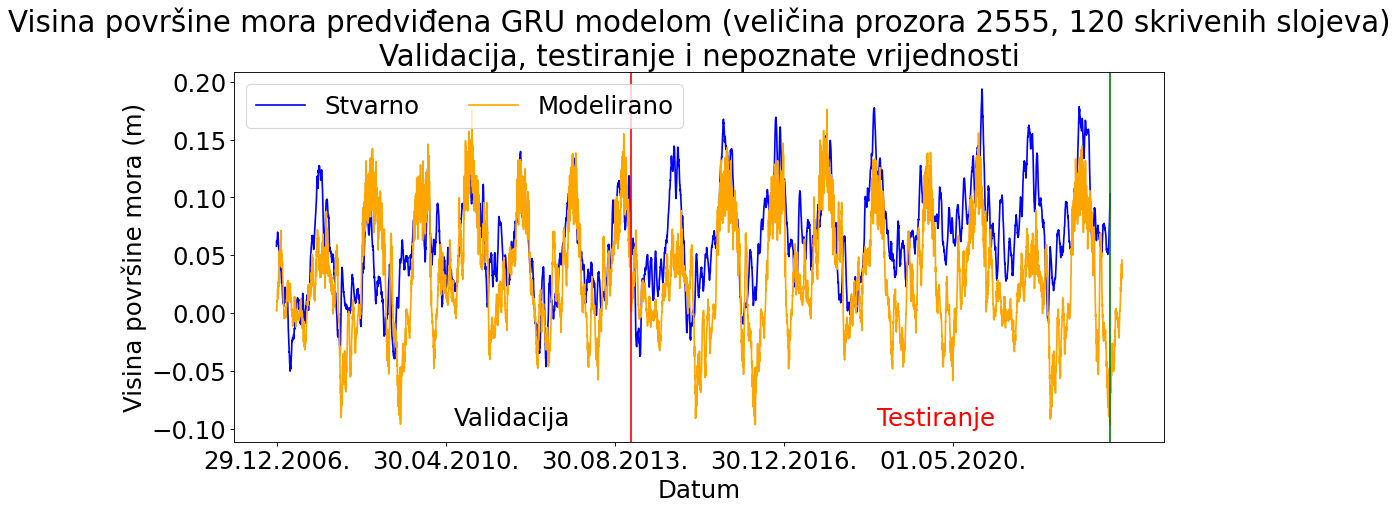 Visina površine mora predviđena GRU modelom (veličina prozora 2555, 120 skrivenih slojeva)
Validacija, testiranje i nepoznate vrijednosti
Stvarno Modelirano
Visina površine mora (m)
0.20
0.15
0.10
0.05
0.00
−0.05
−0.10
Validacija Testiranje
29.12.2006. 30.04.2010. 30.08.2013. 30.12.2016. 01.05.2020.
Datum